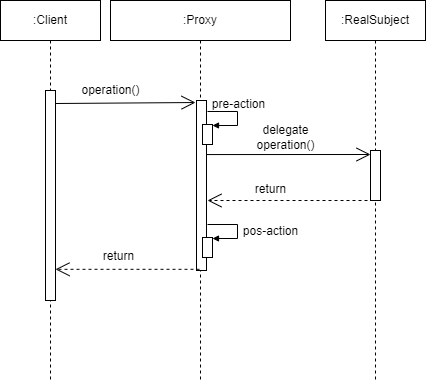 :Client
:Proxy
:RealSubject
operation()
pre-action
delegate
operation()
return
pos-action
return